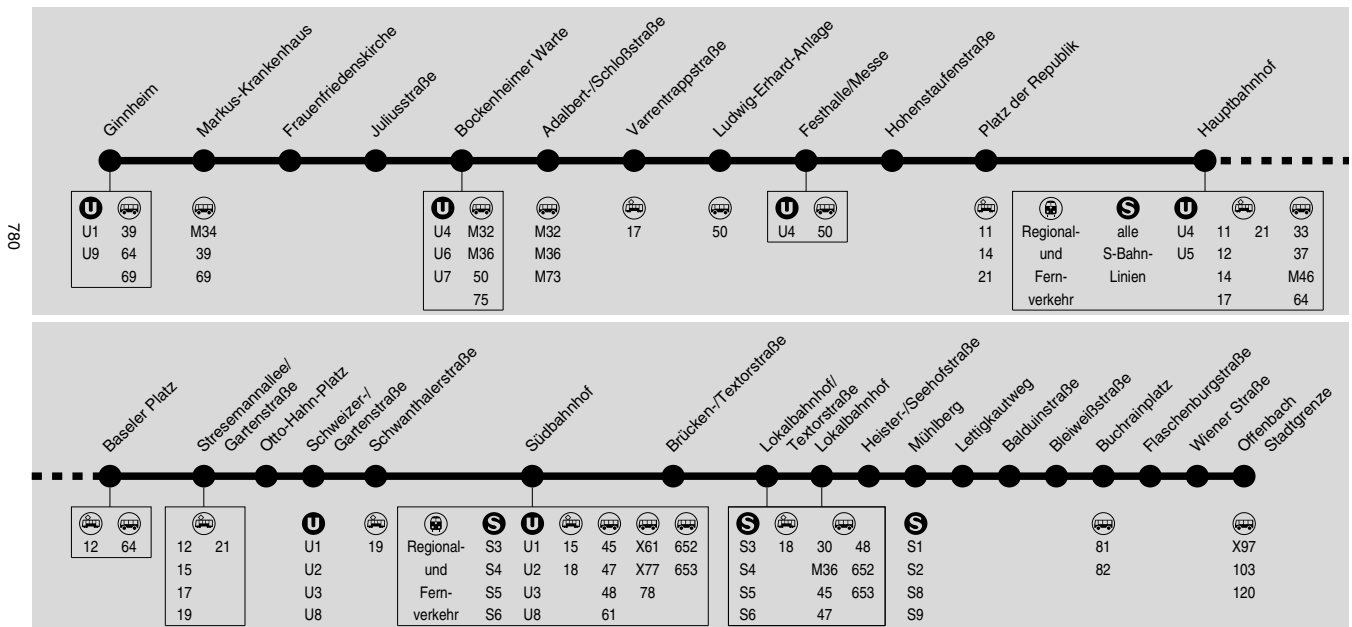 780
Ginnheim
Markus-Krankenhaus
Frauenfriedenskirche
Juliusstraße
Bockenheimer Warte
Adalbert-/Schloßstraße
Varrentrappstraße
Ludwig-Erhard-Anlage
Festhalle/Messe
Hohenstaufenstraße
Platz der Republik
Hauptbahnhof
U U U S U
U1 39 M34 U4 M32 M32 17 50 U4 50 11 Regional- alle U4 11 21 33
U9 64 39 U6 M36 M36 14 und S-Bahn- U5 12 37
69 69 U7 50 M73 21 Fern- Linien 14 M46
75 verkehr 17 64
Baseler Platz
Stresemannallee/
Gartenstraße
Otto-Hahn-Platz
Schweizer-/
Gartenstraße
Schwanthalerstraße
Südbahnhof
Brücken-/Textorstraße
Lokalbahnhof/
Textorstraße
Lokalbahnhof
Heister-/Seehofstraße
Mühlberg
Lettigkautweg
Balduinstraße
Bleiweißstraße
Buchrainplatz
Flaschenburgstraße
Wiener Straße
Offenbach
Stadtgrenze
U S U S S
12 64 12 21 U1 19 Regional- S3 U1 15 45 X61 652 S3 18 30 48 S1 81 X97
15 U2 und S4 U2 18 47 X77 653 S4 M36 652 S2 82 103
17 U3 Fern- S5 U3 48 78 S5 45 653 S8 120
19 U8 verkehr S6 U8 61 S6 47 S9